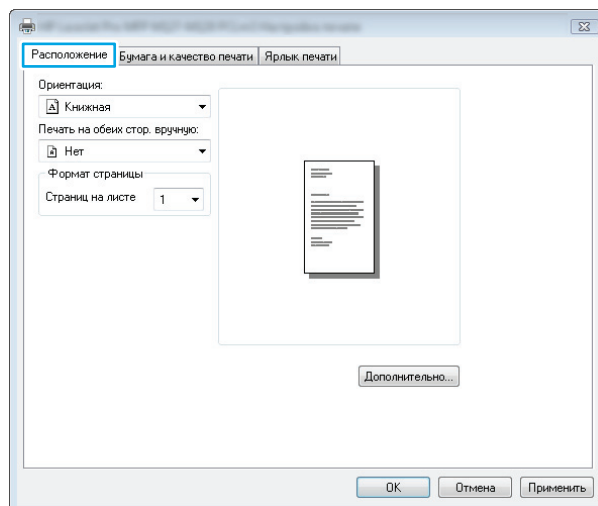 Расположение
Бумага и качество печати
Ярлык печати
Ориентация:
Книжная
Печать на обеих стор. вручную:
Нет
Формат страницы
Страниц на листе
1
Дополнительно...
OK
Отмена
Применить